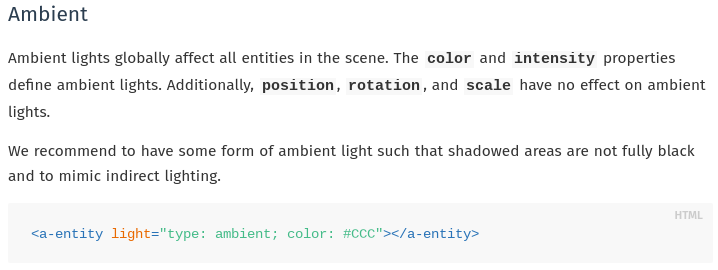 Ambient
Ambient lights globally affect all entities in the scene. The color and intensity properties
define ambient lights. Additionally, position, rotation, and scale have no effect on ambient
lights.
We recommend to have some form of ambient light such that shadowed areas are not fully black
and to mimic indirect lighting.
HTML
<a-entity light="type: ambient; color: #CCC"></a-entity>